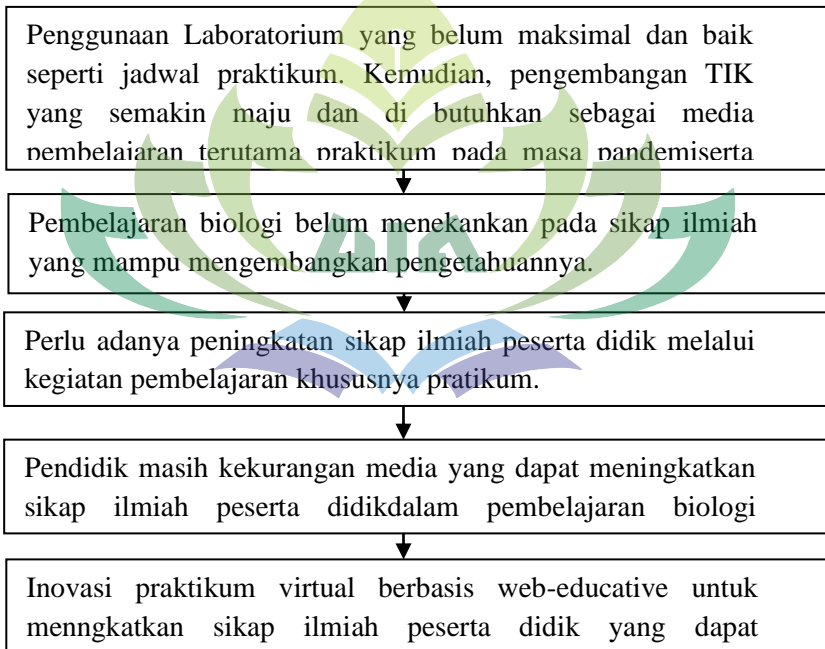 Penggunaan Laboratorium yang belum maksimal dan baik
seperti jadwal praktikum. Kemudian, pengembangan TIK
yang semakin maju dan di butuhkan sebagai media
pembelajaran terutama praktikum pada masa pandemiserta
Pembelajaran biologi belum menekankan pada sikap ilmiah
yang mampu mengembangkan pengetahuannya.
Perlu adanya peningkatan sikap ilmiah peserta didik melalui
kegiatan pembelajaran khususnya pratikum.
Pendidik masih kekurangan media yang dapat meningkatkan
sikap ilmiah peserta didikdalam pembelajaran biologi
Inovasi praktikum virtual berbasis web-educative untuk
menngkatkan sikap ilmiah peserta didik yang dapat